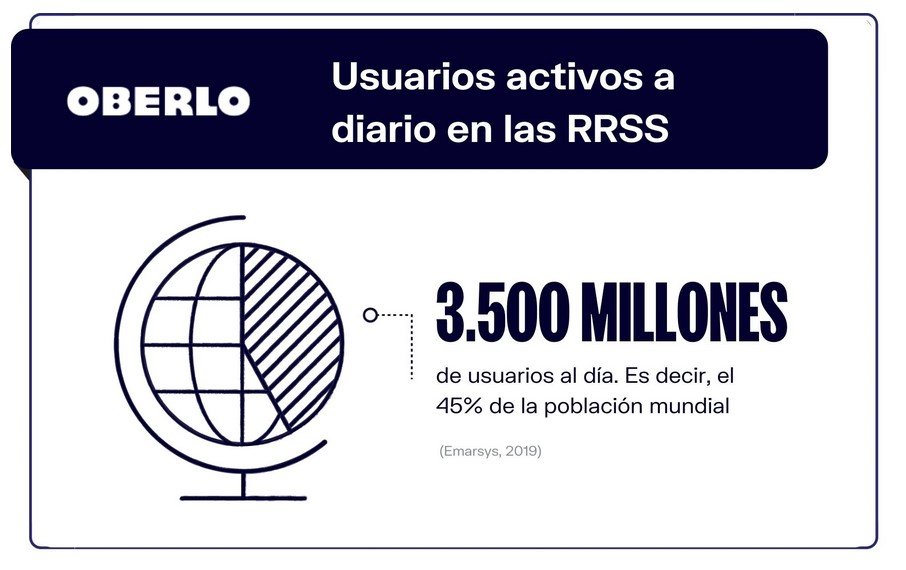 OBERLO
Usuarios activos a
diario en las RRSS
3.500 MILLONES
de usuarios al día. Es decir, el
45% de la población mundial
(Emarsys, 2019)